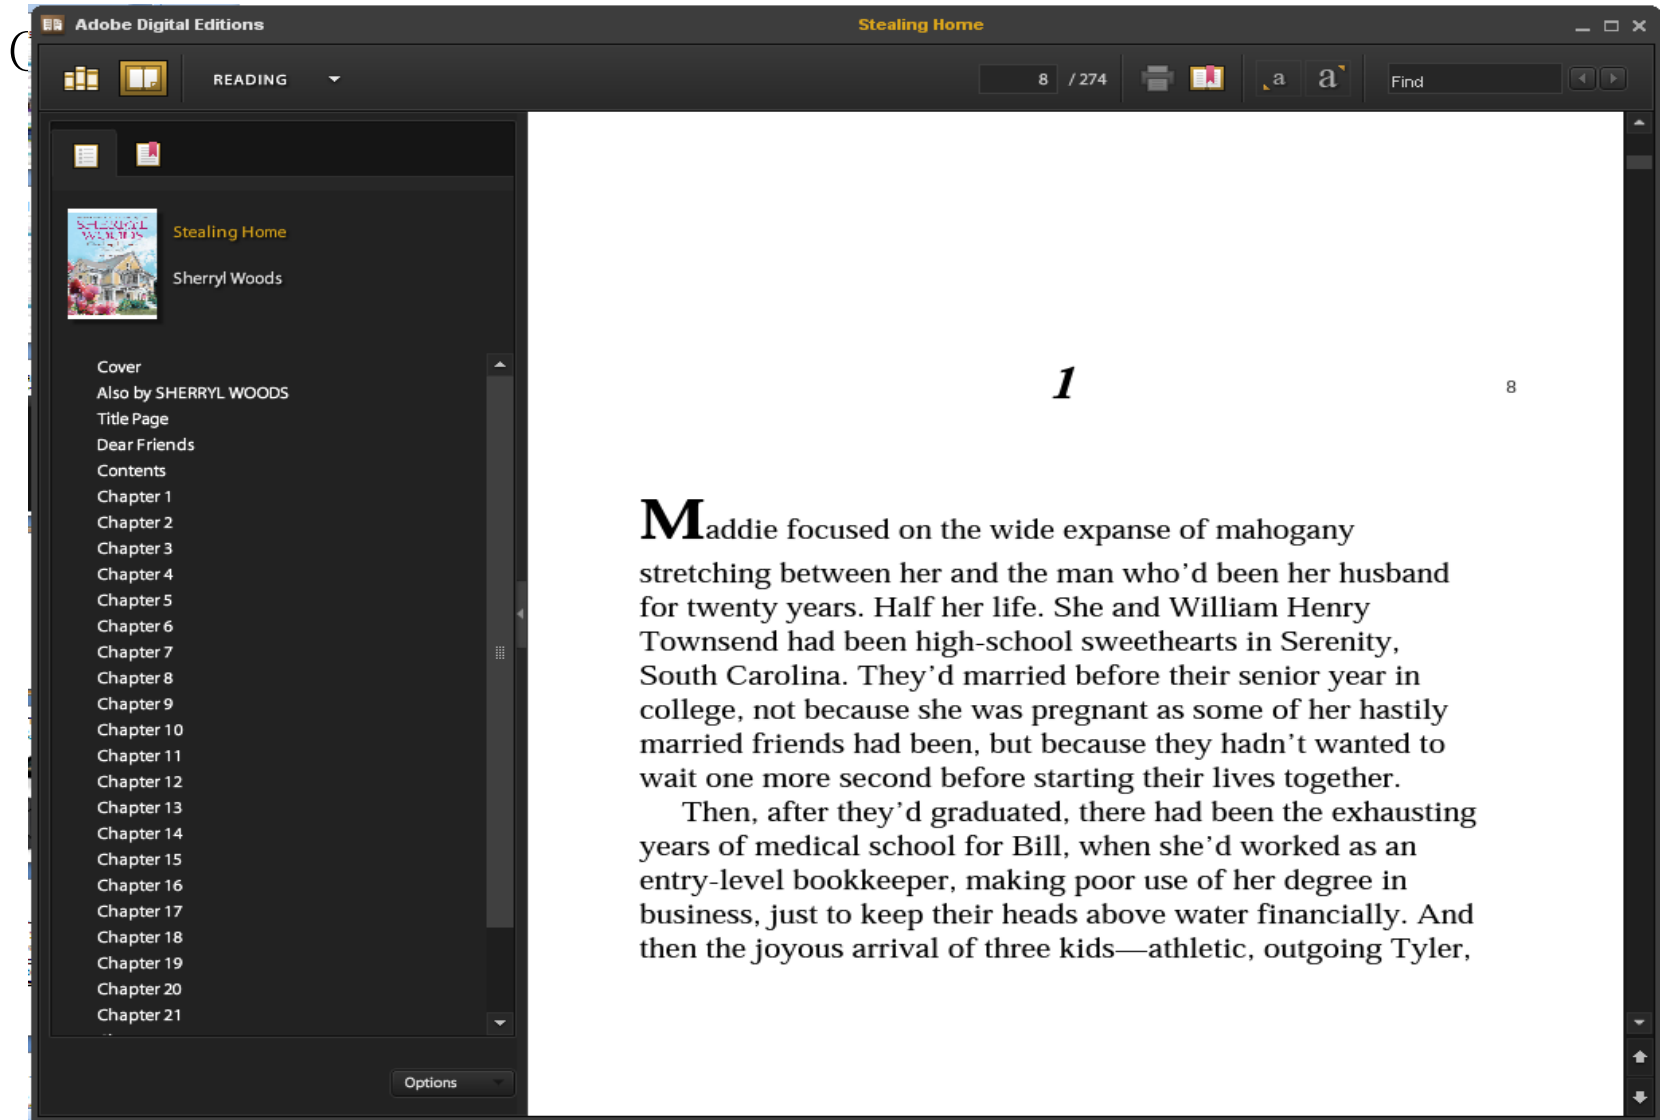 (
Adobe Digital Editions
Stealing Home
READING
8 / 274
a
a
Find
SHERRYL
WOODS
Stealing Home
Sherryl Woods
Cover
Also by SHERRYL WOODS
Title Page
Dear Friends
Contents
Chapter 1
Chapter 2
Chapter 3
Chapter 4
Chapter 5
Chapter 6
Chapter 7
Chapter 8
Chapter 9
Chapter 10
Chapter 11
Chapter 12
Chapter 13
Chapter 14
Chapter 15
Chapter 16
Chapter 17
Chapter 18
Chapter 19
Chapter 20
Chapter 21
Options
1
8
Maddie focused on the wide expanse of mahogany
stretching between her and the man who’d been her husband
for twenty years. Half her life. She and William Henry
Townsend had been high-school sweethearts in Serenity,
South Carolina. They’d married before their senior year in
college, not because she was pregnant as some of her hastily
married friends had been, but because they hadn’t wanted to
wait one more second before starting their lives together.
Then, after they’d graduated, there had been the exhausting
years of medical school for Bill, when she’d worked as an
entry-level bookkeeper, making poor use of her degree in
business, just to keep their heads above water financially. And
then the joyous arrival of three kids—athletic, outgoing Tyler,